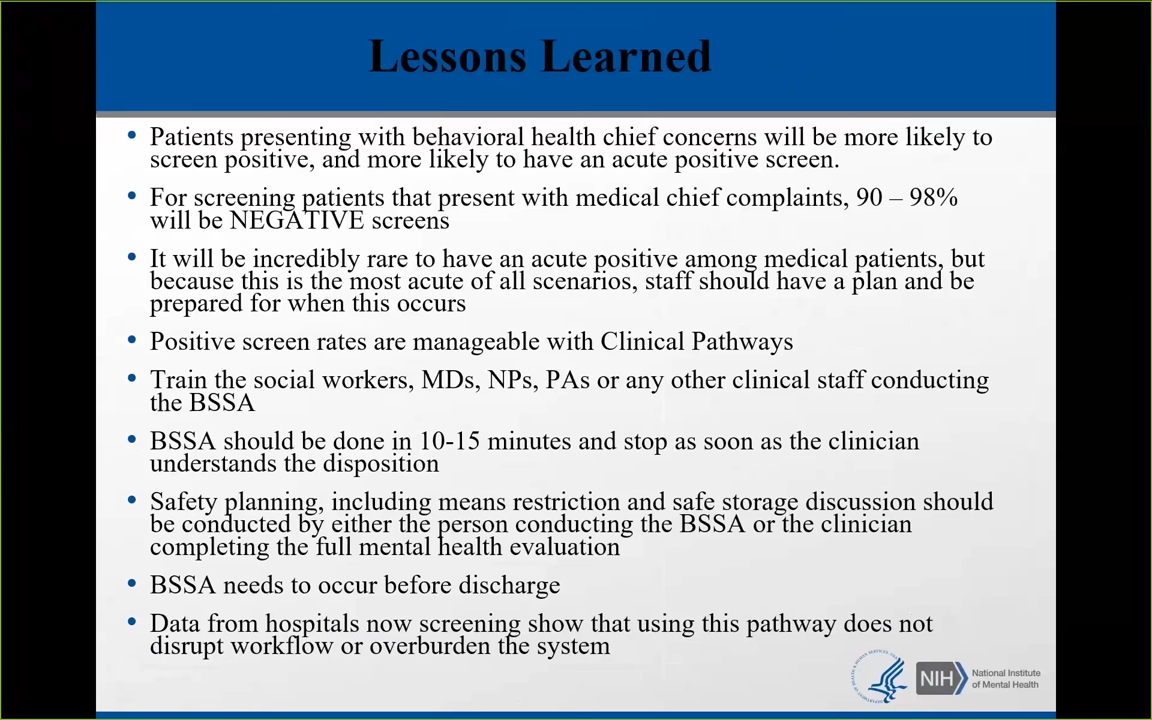 Lessons Learned
• Patients presenting with behavioral health chief concerns will be more likely to
screen positive, and more likely to have an acute positive screen.
• For screening patients that present with medical chief complaints, 90 – 98%
will be NEGATIVE screens
• It will be incredibly rare to have an acute positive among medical patients, but
because this is the most acute of all scenarios, staff should have a plan and be
prepared for when this occurs
• Positive screen rates are manageable with Clinical Pathways
• Train the social workers, MDs, NPs, PAs or any other clinical staff conducting
the BSSA
• BSSA should be done in 10-15 minutes and stop as soon as the clinician
understands the disposition
• Safety planning, including means restriction and safe storage discussion should
be conducted by either the person conducting the BSSA or the clinician
completing the full mental health evaluation
• BSSA needs to occur before discharge
• Data from hospitals now screening show that using this pathway does not
disrupt workflow or overburden the system
NIH
National Institute
of Mental Health